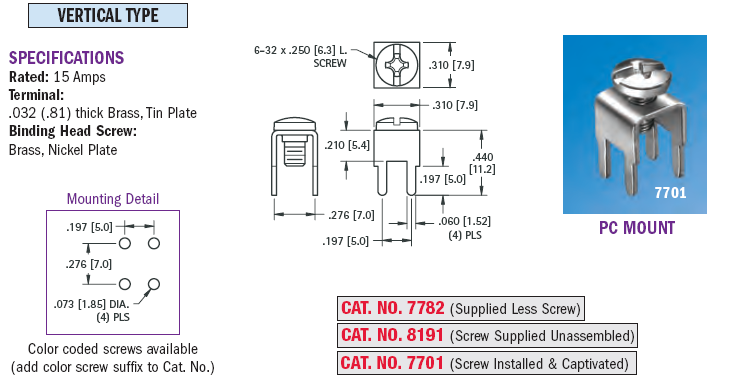 VERTICAL TYPE
SPECIFICATIONS
Rated: 15 Amps
Terminal:
.032 (.81) thick Brass, Tin Plate
Binding Head Screw:
Brass, Nickel Plate
Mounting Detail
.197 [5.0]
.276 [7.0]
.073 [1.85] DIA.
(4) PLS
Color coded screws available
(add color screw suffix to Cat. No.)
6-32 x .250 [6.3] L.
SCREW
.310 [7.9]
.310 [7.9]
.210 [5.4]
.440
[11.2]
.197 [5.0]
.276 [7.0]
.060 [1.52]
(4) PLS
.197 [5.0]
7701
PC MOUNT
CAT. NO. 7782 (Supplied Less Screw)
CAT. NO. 8191 (Screw Supplied Unassembled)
CAT. NO. 7701 (Screw Installed & Captivated)